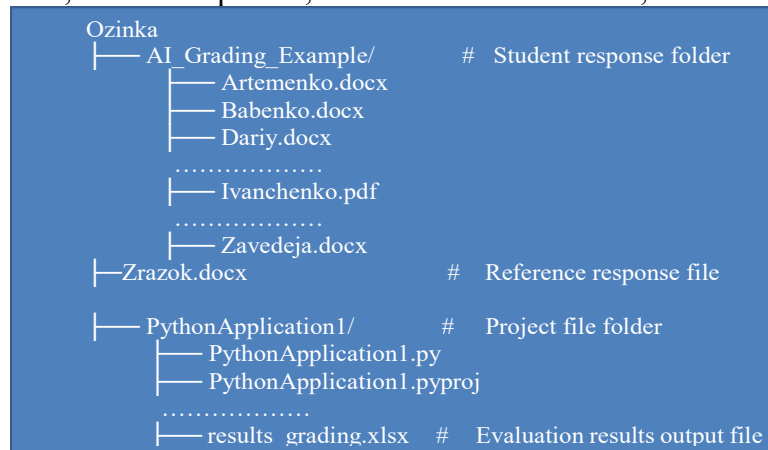 Ozinka
├── AI_Grading_Example/ # Student response folder
├── Artemenko.docx
├── Babenko.docx
├── Dariy.docx
………………
├── Ivanchenko.pdf
………………
├── Zavedeja.docx
├─Zrazok.docx # Reference response file
├── PythonApplication1/ # Project file folder
├── PythonApplication1.py
├── PythonApplication1.pyproj
………………
├── results_grading.xlsx # Evaluation results output file